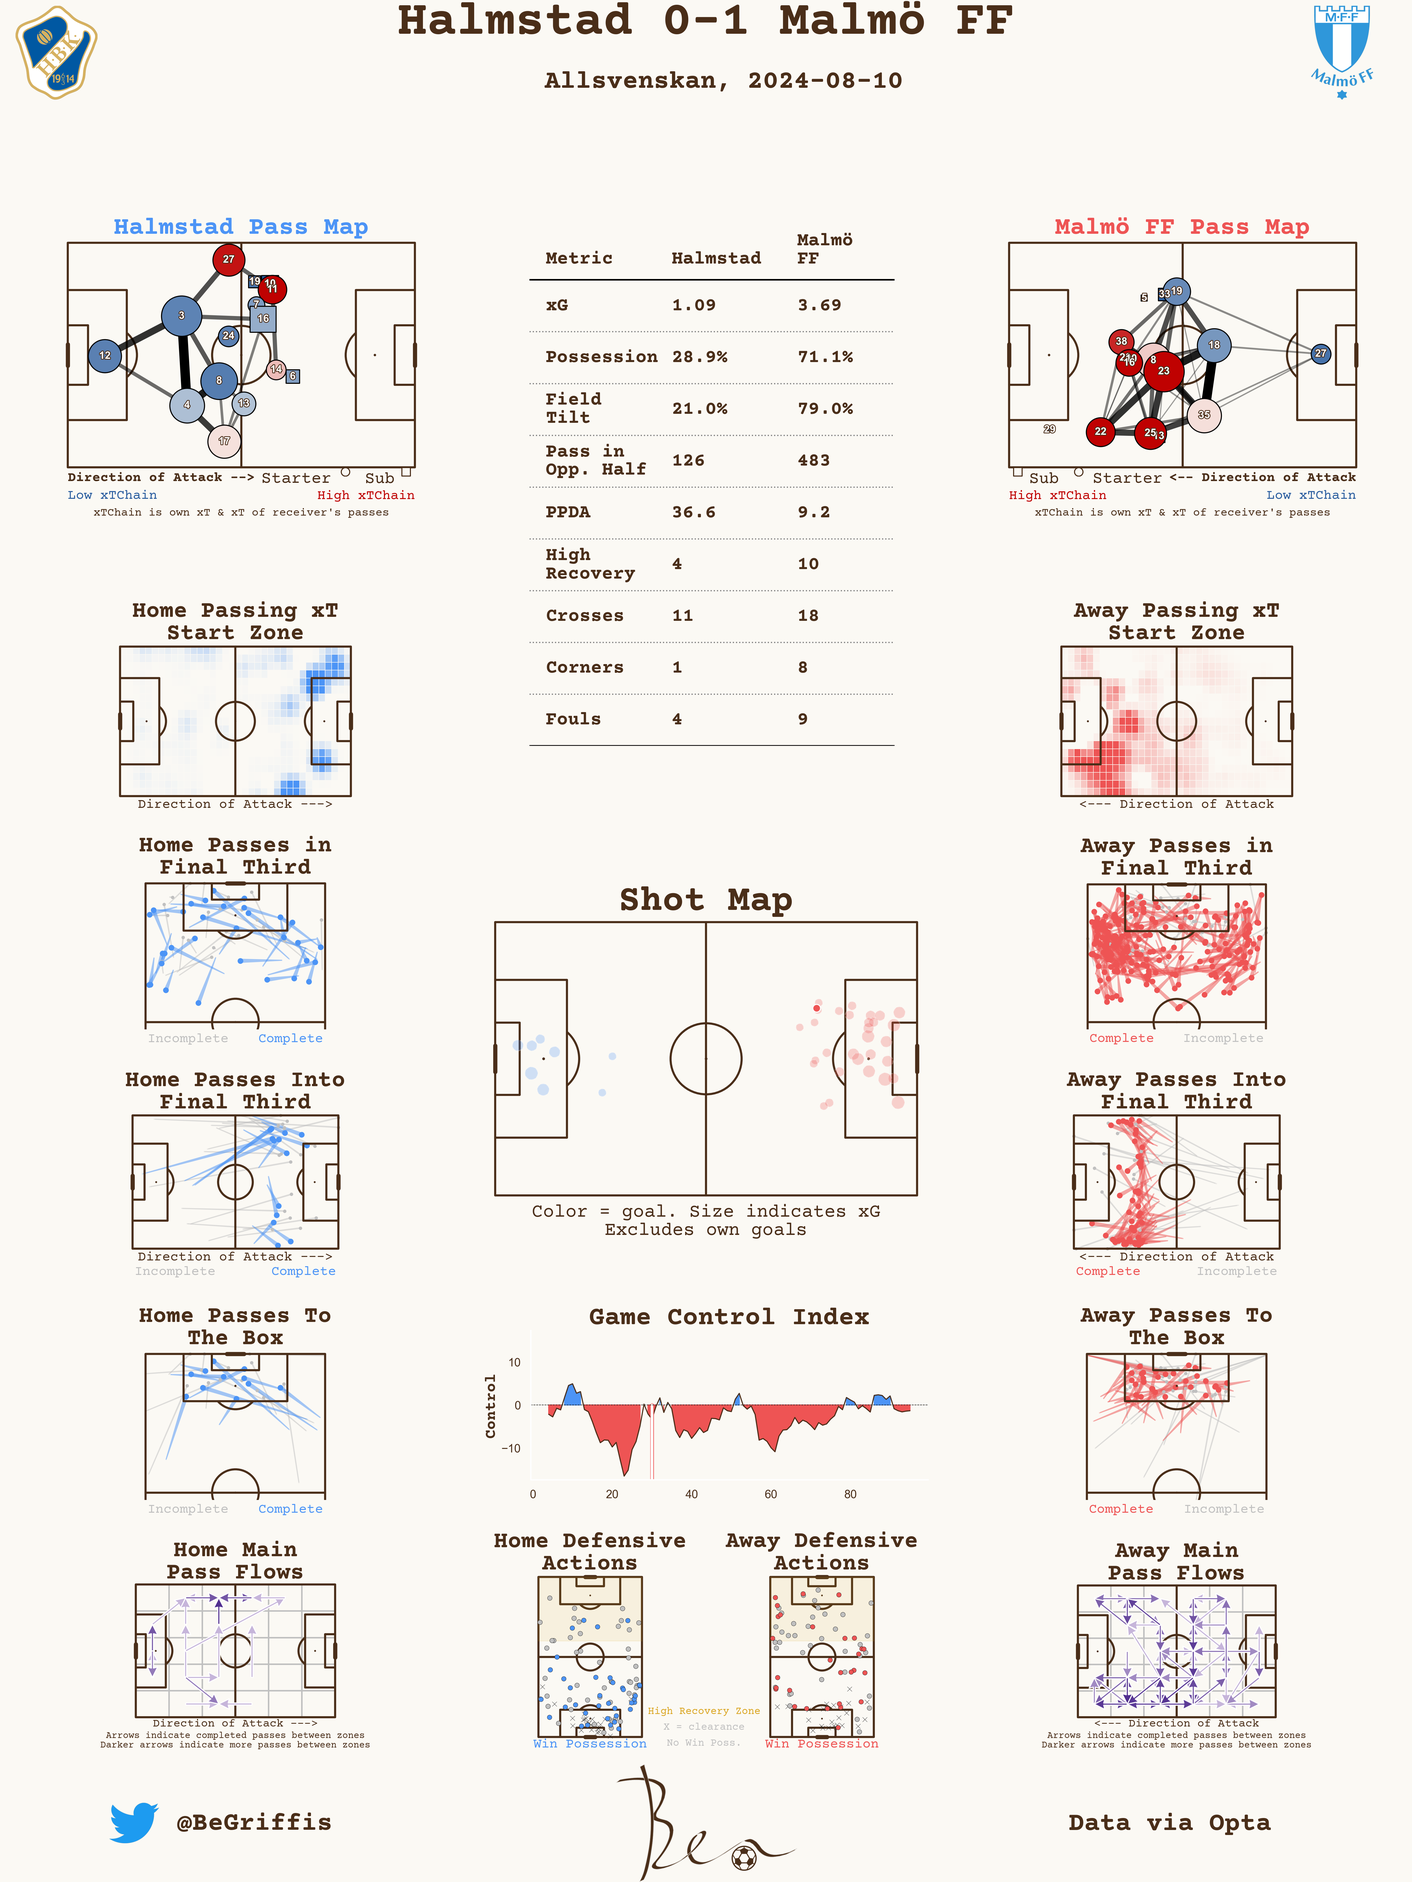 Halmstad 0-1 Malmö FF
Allsvenskan, 2024-08-10
H·B·K
1914
M·F·F
Malmö FF
Halmstad Pass Map
27
19
10
11
3
7
16
24
12
8
14
6
4
13
17
Direction of Attack --> Starter Sub
Low xTChain High xTChain
xTChain is own xT & xT of receiver's passes
Metric Halmstad Malmö FF
xG 1.09 3.69
Possession 28.9% 71.1%
Field Tilt 21.0% 79.0%
Pass in Opp. Half 126 483
PPDA 36.6 9.2
High Recovery 4 10
Crosses 11 18
Corners 1 8
Fouls 4 9
Malmö FF Pass Map
5
33
19
38
18
27
8
16
23
35
22
25
13
29
Sub Starter <-- Direction of Attack
High xTChain Low xTChain
xTChain is own xT & xT of receiver's passes
Home Passing xT
Start Zone
Direction of Attack --->
Away Passing xT
Start Zone
<--- Direction of Attack
Home Passes in
Final Third
Incomplete Complete
Away Passes in
Final Third
Complete Incomplete
Shot Map
Color = goal. Size indicates xG
Excludes own goals
Home Passes Into
Final Third
Direction of Attack --->
Incomplete Complete
Away Passes Into
Final Third
<--- Direction of Attack
Complete Incomplete
Home Passes To
The Box
Incomplete Complete
Game Control Index
Control
10
0
−10
0 20 40 60 80
Away Passes To
The Box
Complete Incomplete
Home Main
Pass Flows
Direction of Attack --->
Arrows indicate completed passes between zones
Darker arrows indicate more passes between zones
Home Defensive
Actions
Win Possession
Away Defensive
Actions
Win Possession
High Recovery Zone
X = clearance
No Win Poss.
Away Main
Pass Flows
<--- Direction of Attack
Arrows indicate completed passes between zones
Darker arrows indicate more passes between zones
@BeGriffis
Ben
Data via Opta